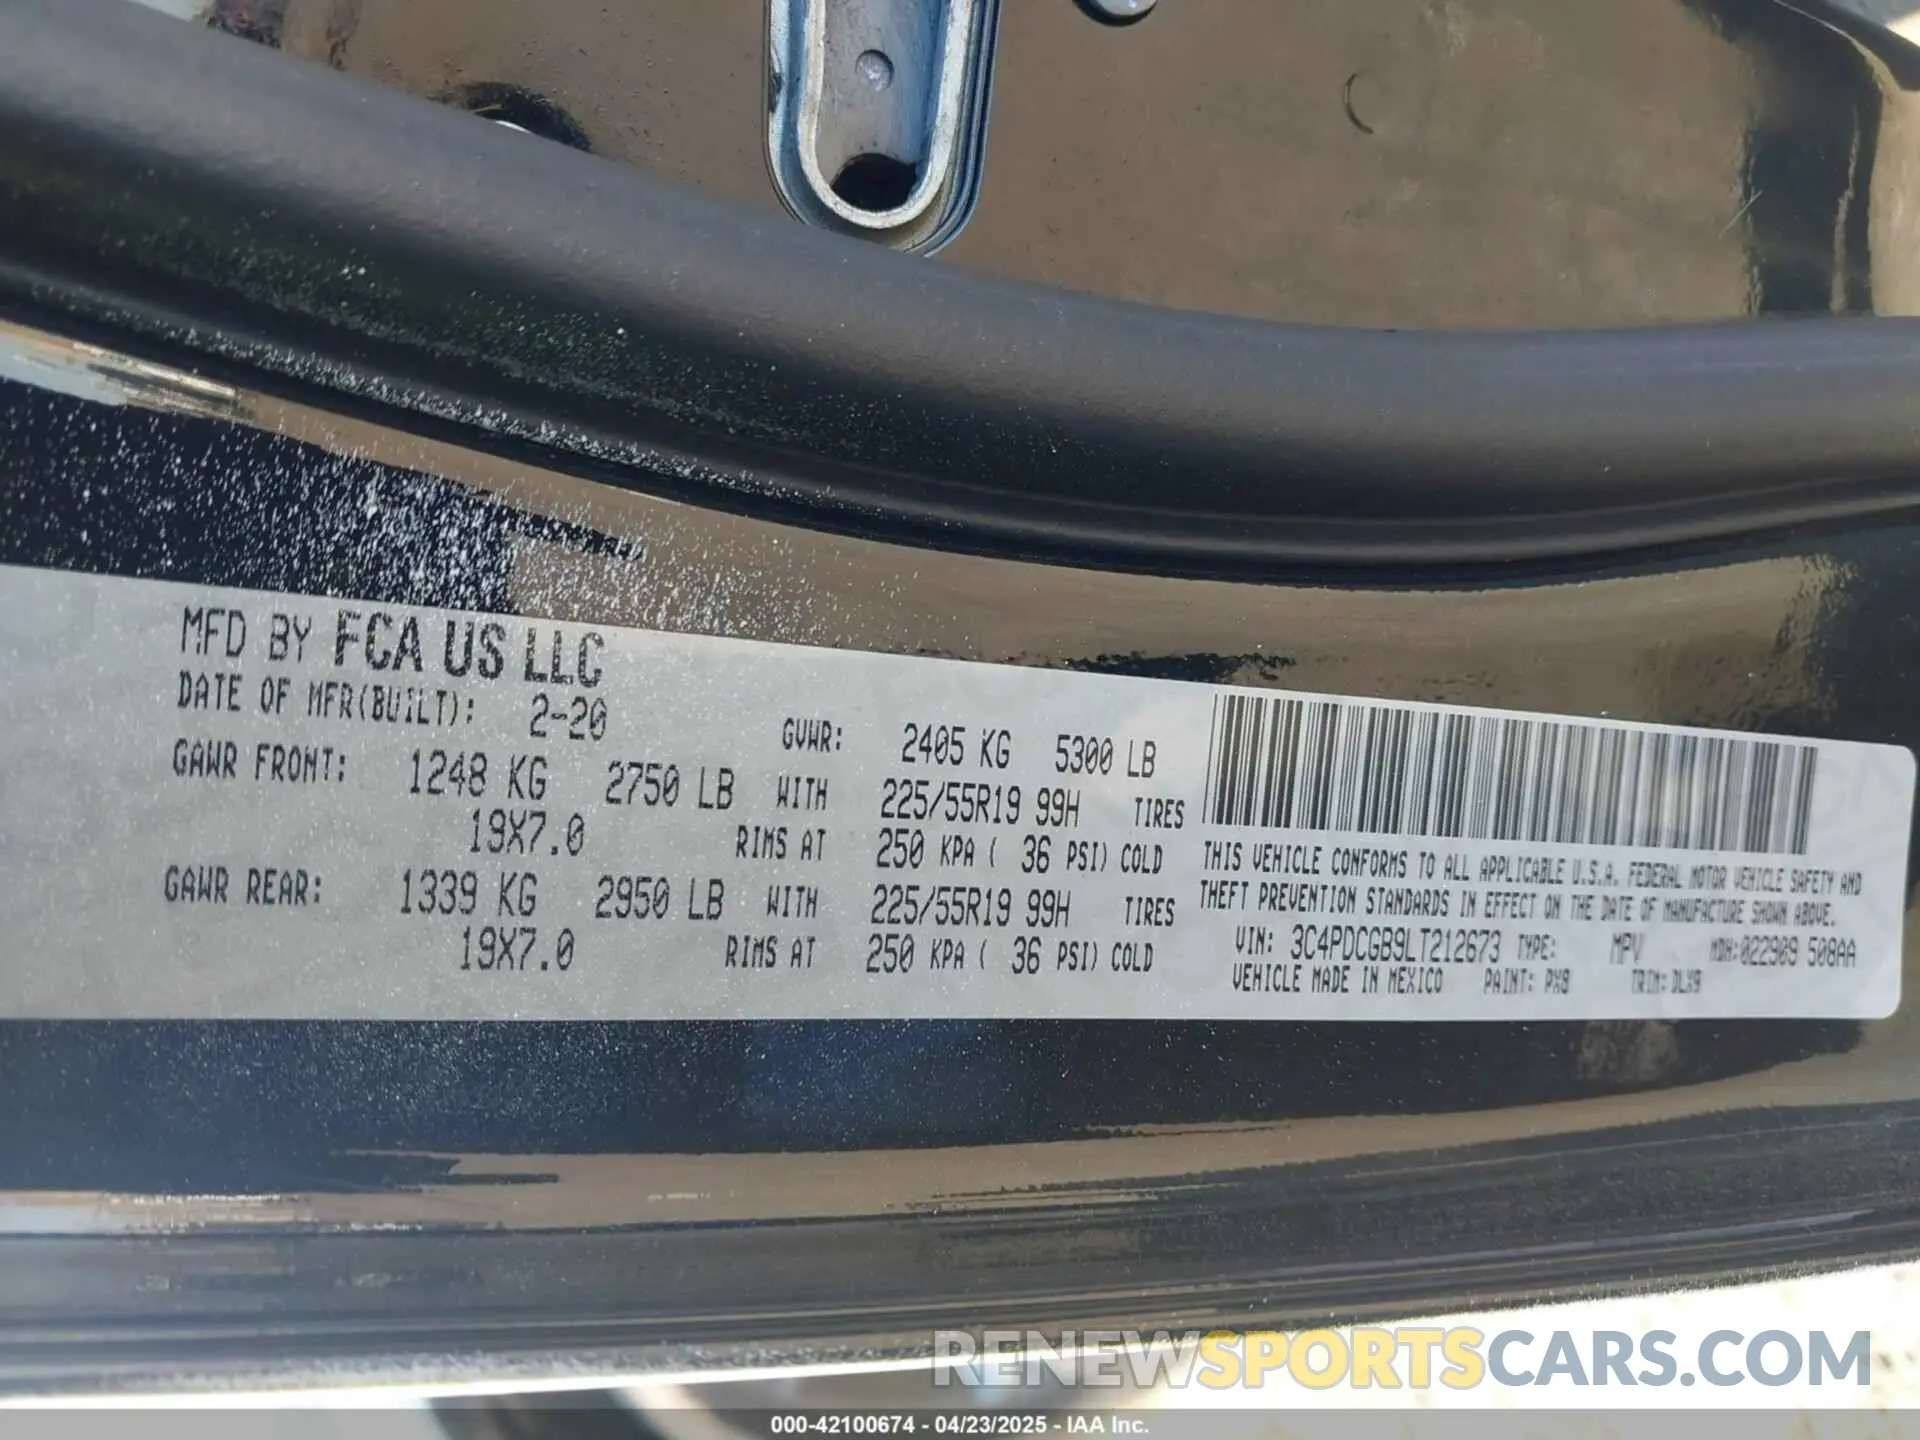 MFD BY FCA US LLC
DATE OF MFR(BUILT): 2-20 GVWR: 2405 KG 5300 LB
GAWR FRONT: 1248 KG 2750 LB WITH 225/55R19 99H TIRES
19X7.0 RIMS AT 250 KPA ( 36 PSI) COLD
GAWR REAR: 1339 KG 2950 LB WITH 225/55R19 99H TIRES
19X7.0 RIMS AT 250 KPA ( 36 PSI) COLD
THIS VEHICLE CONFORMS TO ALL APPLICABLE U.S.A. FEDERAL MOTOR VEHICLE SAFETY AND
THEFT PREVENTION STANDARDS IN EFFECT ON THE DATE OF MANUFACTURE SHOWN ABOVE.
VIN: 3C4PDCGB9LT212673 TYPE: MPV MDH:022909 508AA
VEHICLE MADE IN MEXICO PAINT: PX8 TRIM: DLX9
RENEWSPORTSCARS.COM
000-42100674 - 04/23/2025 - IAA Inc.